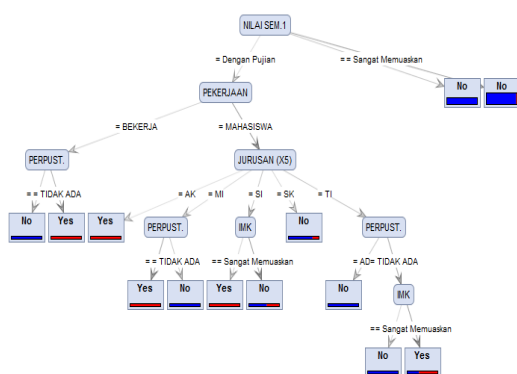 NILAI SEM.1
= Dengan Pujian
== Sangat Memuaskan
PEKERJAAN
No
No
= BEKERJA
= MAHASISWA
PERPUST.
JURUSAN (X5)
= = TIDAK ADA
= AK
= MI
= SI
= SK
= TI
No
Yes
Yes
PERPUST.
IMK
No
PERPUST.
= = TIDAK ADA
== Sangat Memuaskan
= AD= TIDAK ADA
Yes
No
Yes
No
No
IMK
== Sangat Memuaskan
No
Yes